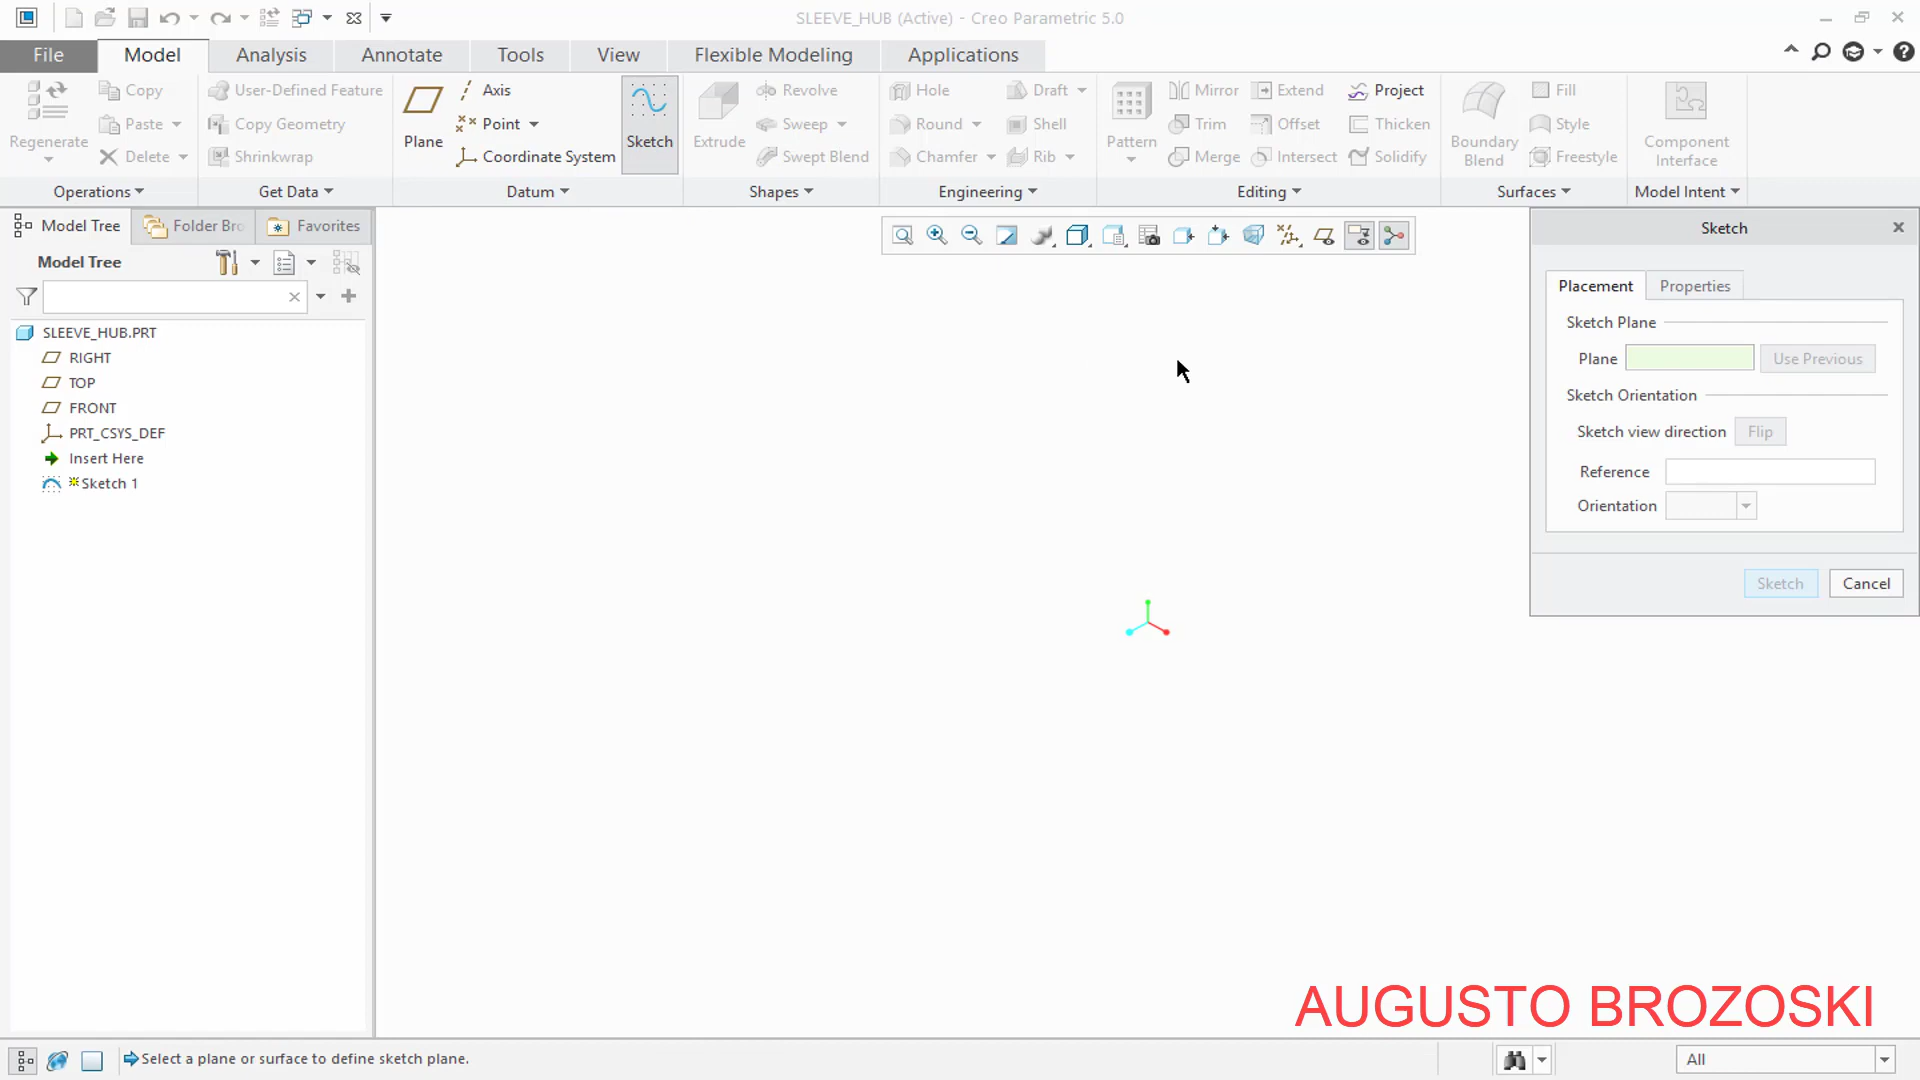 SLEEVE_HUB (Active) - Creo Parametric 5.0
File Model Analysis Annotate Tools View Flexible Modeling Applications
Regenerate
Copy
Paste
Delete
Operations
User-Defined Feature
Copy Geometry
Shrinkwrap
Get Data
Plane
Axis
Point
Coordinate System
Sketch
Datum
Extrude
Revolve
Sweep
Swept Blend
Shapes
Hole
Round
Chamfer
Draft
Shell
Rib
Engineering
Pattern
Mirror
Trim
Merge
Extend
Offset
Intersect
Project
Thicken
Solidify
Editing
Boundary
Blend
Fill
Style
Freestyle
Surfaces
Component
Interface
Model Intent
Model Tree Folder Bro Favorites
Model Tree
SLEEVE_HUB.PRT
RIGHT
TOP
FRONT
PRT_CSYS_DEF
Insert Here
Sketch 1
Sketch
Placement Properties
Sketch Plane
Plane Use Previous
Sketch Orientation
Sketch view direction Flip
Reference
Orientation
Sketch Cancel
AUGUSTO BROZOSKI
Select a plane or surface to define sketch plane.
All